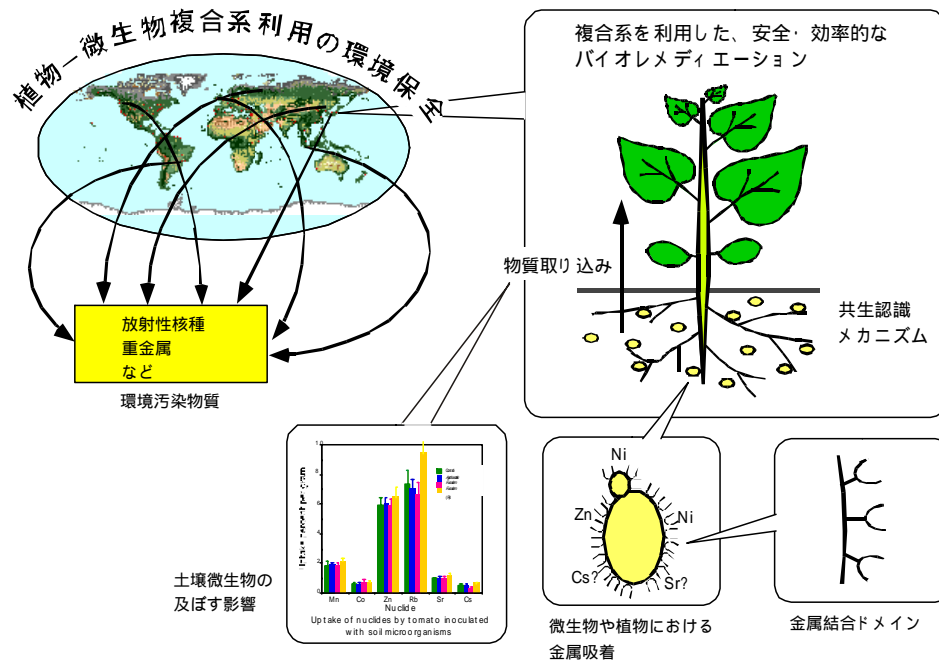 植物ー微生物複合系利用の環境保全
複合系を利用した、安全・効率的な
バイオレメディエーション
物質取り込み
共生認識
メカニズム
放射性核種
重金属
など
環境汚染物質
土壌微生物の
及ぼす影響
Mn Co Zn Rb Sr Cs
Nuclide
Uptake of nuclides by tomato inoculated
with soil microorganisms
Ni
Zn
Ni
Cs?
Sr?
微生物や植物における
金属吸着
金属結合ドメイン